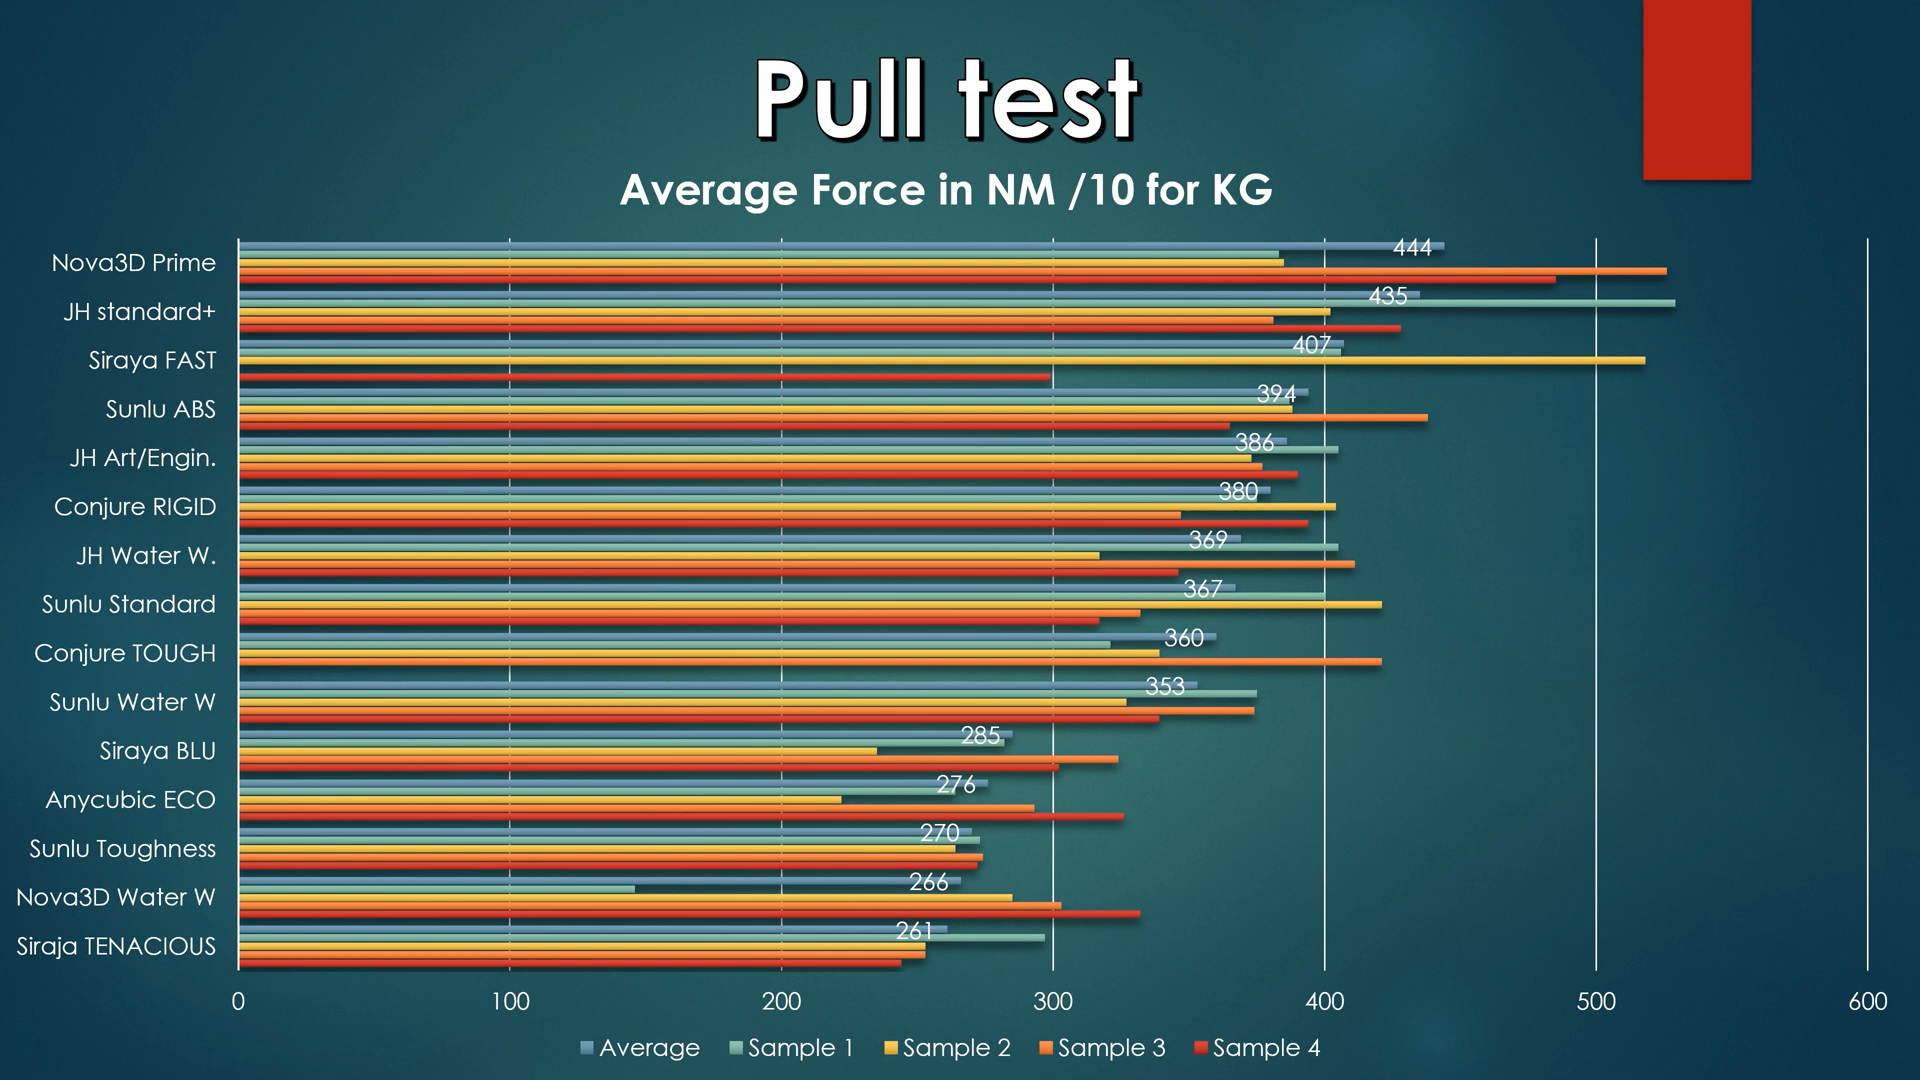 Pull test
Average Force in NM /10 for KG
Nova3D Prime
444
JH standard+
435
Siraya FAST
407
Sunlu ABS
394
JH Art/Engin.
386
Conjure RIGID
380
JH Water W.
369
Sunlu Standard
367
Conjure TOUGH
360
Sunlu Water W
353
Siraya BLU
285
Anycubic ECO
276
Sunlu Toughness
270
Nova3D Water W
266
Siraja TENACIOUS
261
0 100 200 300 400 500 600
Average Sample 1 Sample 2 Sample 3 Sample 4